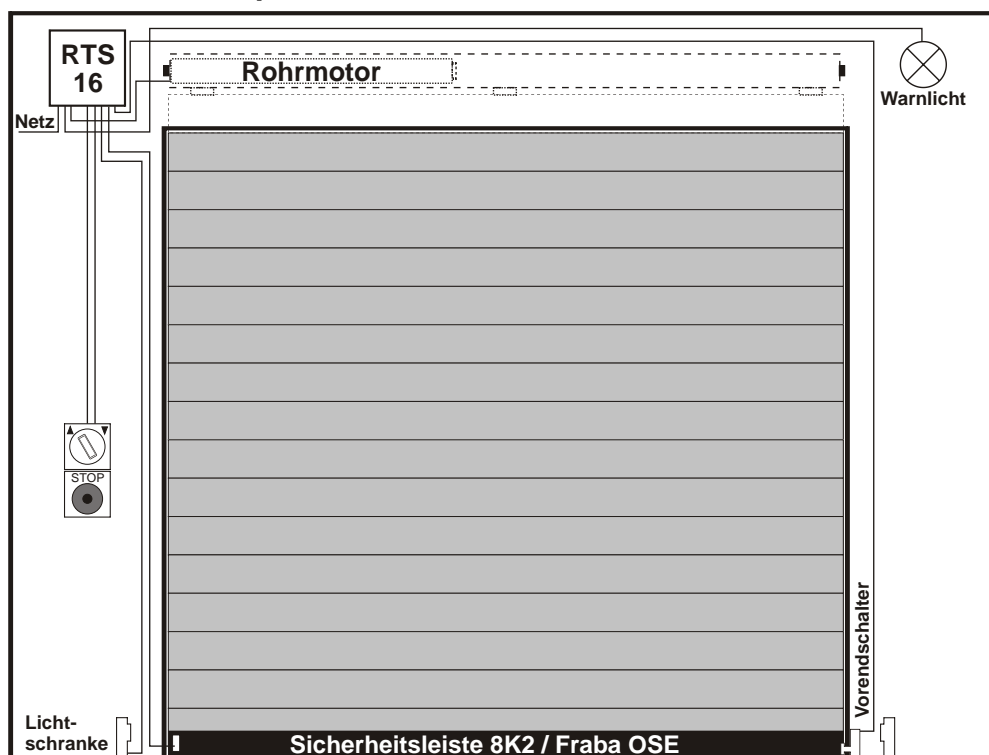 RTS
16
Rohrmotor
Warnlicht
Netz
STOP
Vorendschalter
Licht-
schranke
Sicherheitsleiste 8K2 / Fraba OSE